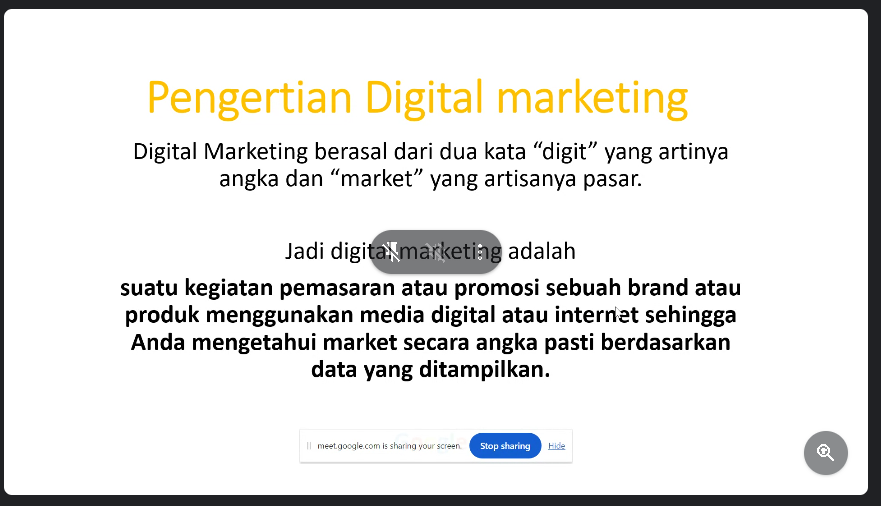 Pengertian Digital marketing
Digital Marketing berasal dari dua kata “digit” yang artinya
angka dan “market” yang artisanya pasar.
Jadi digital marketing adalah
suatu kegiatan pemasaran atau promosi sebuah brand atau
produk menggunakan media digital atau internet sehingga
Anda mengetahui market secara angka pasti berdasarkan
data yang ditampilkan.
meet.google.com is sharing your screen. Stop sharing Hide